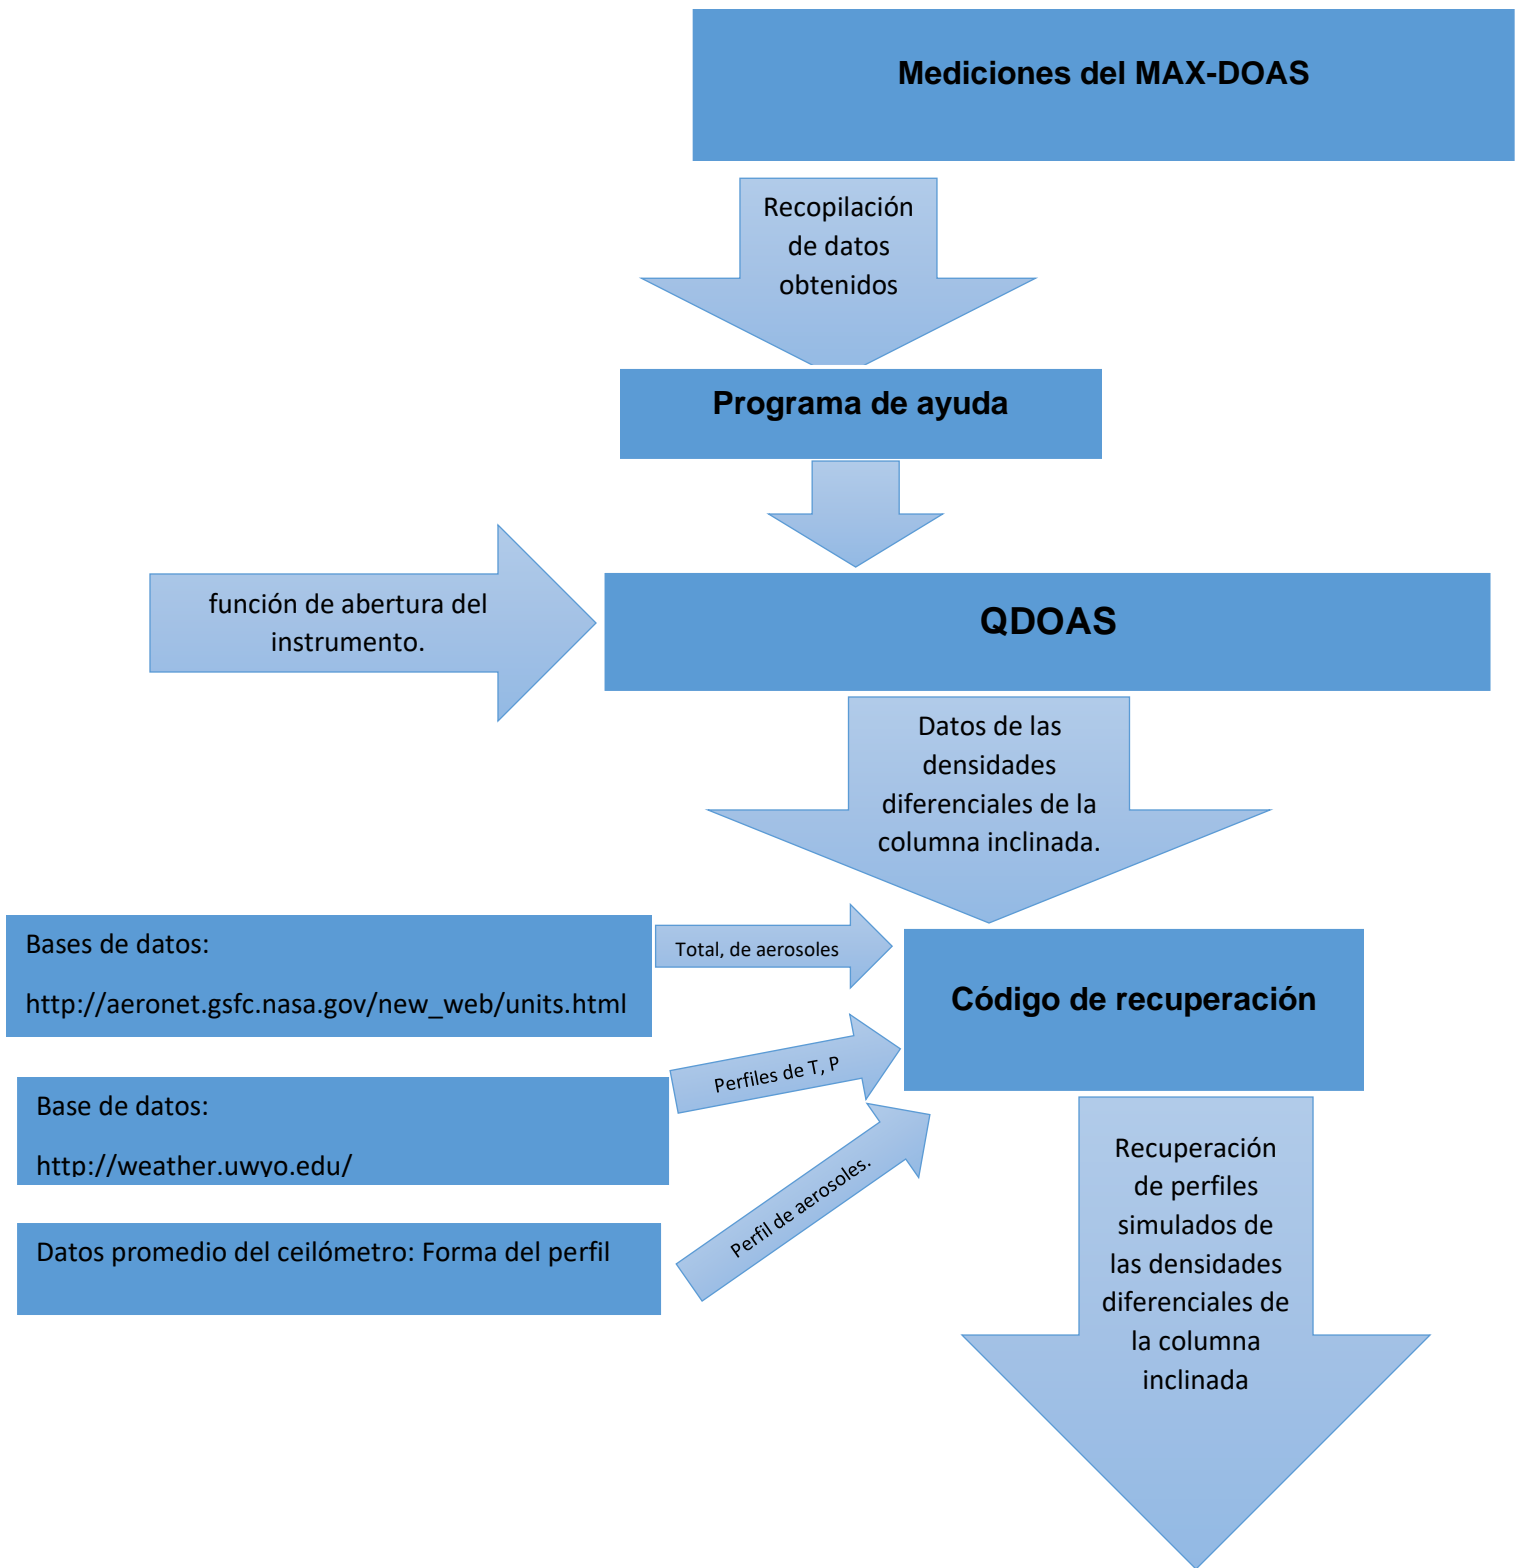 Mediciones del MAX-DOAS
Recopilación
de datos
obtenidos
Programa de ayuda
función de abertura del
instrumento.
QDOAS
Datos de las
densidades
diferenciales de la
columna inclinada.
Bases de datos:
http://aeronet.gsfc.nasa.gov/new_web/units.html
Total, de aerosoles
Código de recuperación
Base de datos:
http://weather.uwyo.edu/
Perfiles de T, P
Datos promedio del ceilómetro: Forma del perfil
Perfil de aerosoles.
Recuperación
de perfiles
simulados de
las densidades
diferenciales de
la columna
inclinada